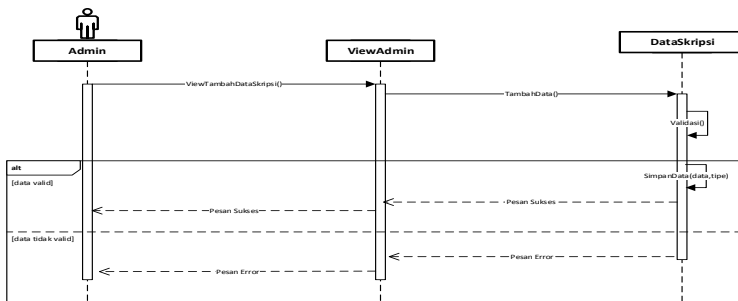 Admin
ViewAdmin
DataSkripsi
ViewTambahDataSkripsi()
TambahData()
Validasi()
alt
[data valid]
SimpanData(data,tipe)
Pesan Sukses
Pesan Sukses
[data tidak valid]
Pesan Error
Pesan Error